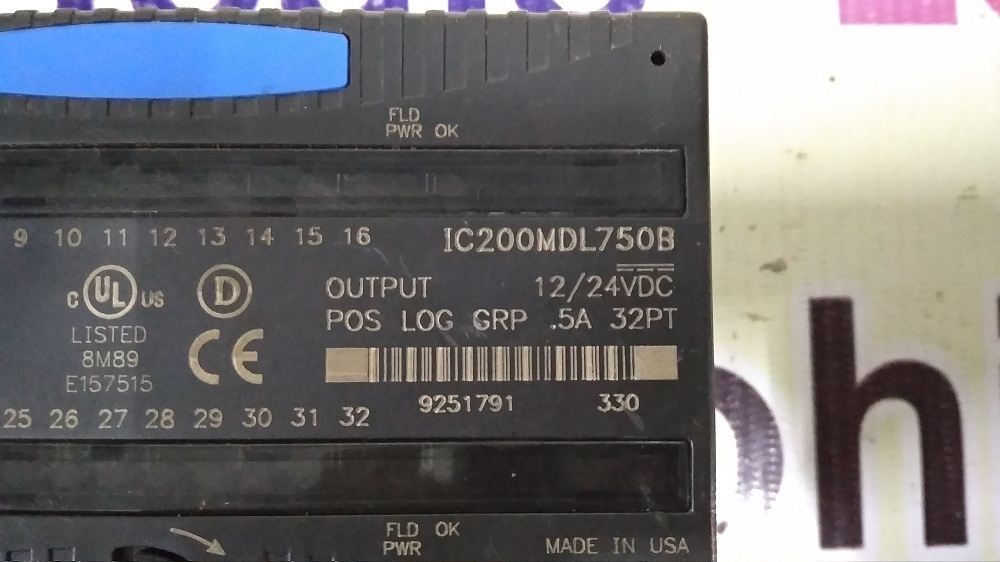 FLD
PWR OK
9 10 11 12 13 14 15 16
IC200MDL750B
C UL US
D
OUTPUT 12/24VDC
LISTED
POS LOG GRP .5A 32PT
8M89
CE
E157515
9251791 330
25 26 27 28 29 30 31 32
FLD OK
PWR
MADE IN USA